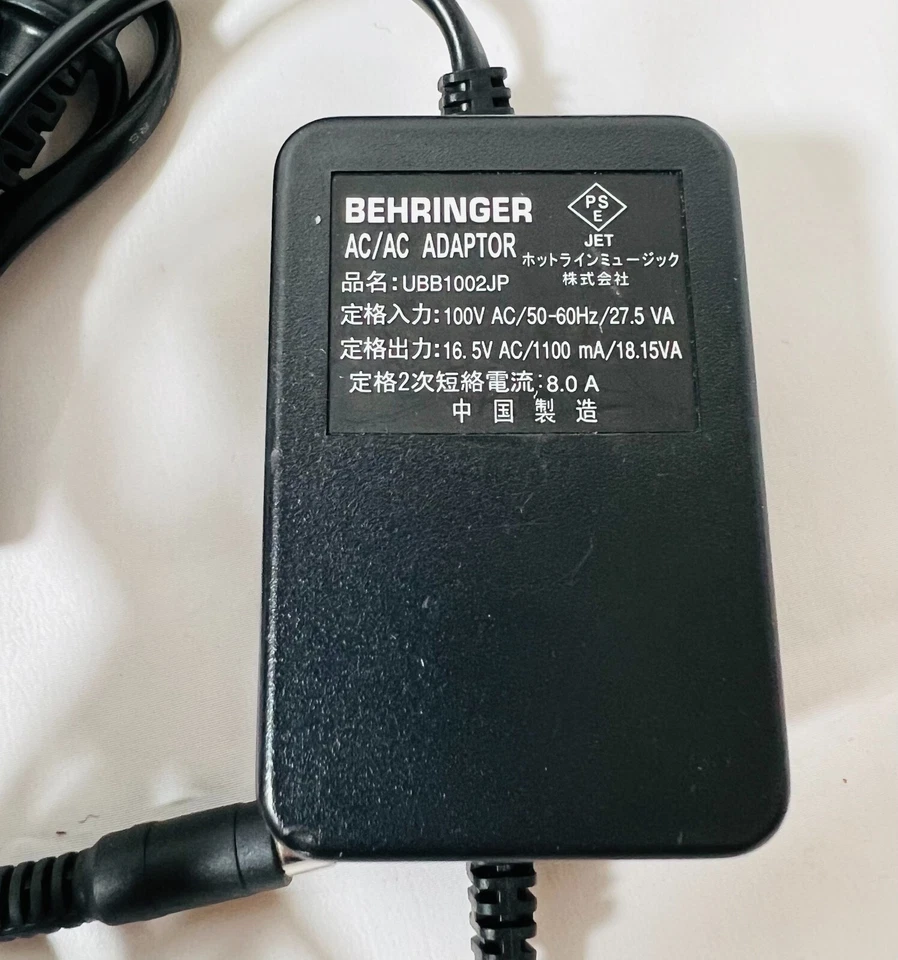 BEHRINGER
AC/AC ADAPTOR
PS
E
JET
ホットラインミュージック
株式会社
品名:UBB1002JP
定格入力:100V AC/50-60Hz/27.5 VA
定格出力:16.5V AC/1100 mA/18.15VA
定格2次短絡電流:8.0 A
中国製造
RS